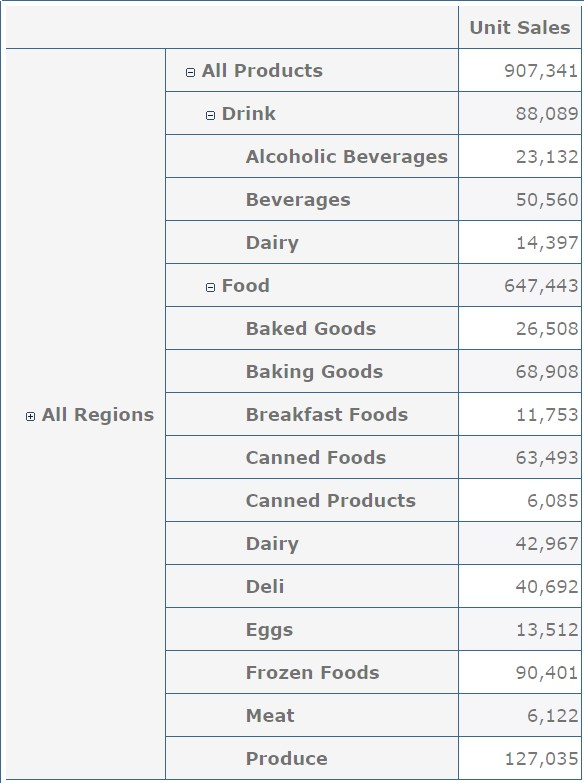 Unit Sales
All Products 907,341
Drink 88,089
Alcoholic Beverages 23,132
Beverages 50,560
Dairy 14,397
Food 647,443
Baked Goods 26,508
Baking Goods 68,908
All Regions Breakfast Foods 11,753
Canned Foods 63,493
Canned Products 6,085
Dairy 42,967
Deli 40,692
Eggs 13,512
Frozen Foods 90,401
Meat 6,122
Produce 127,035